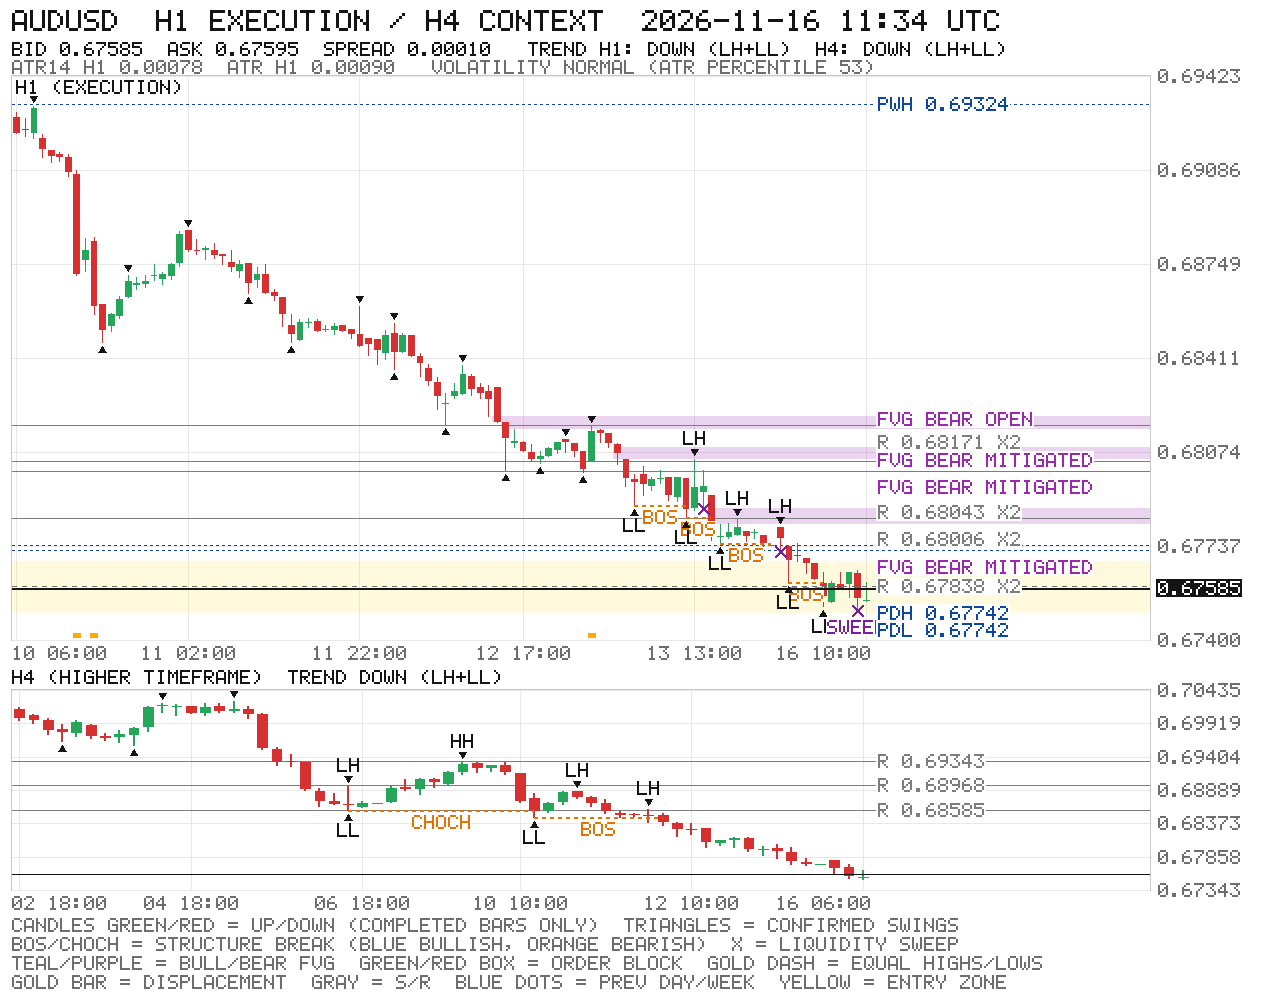 AUDUSD  H1 EXECUTION / H4 CONTEXT  2026-11-16 11:34 UTC
BID 0.67585  ASK 0.67595  SPREAD 0.00010   TREND H1: DOWN (LH+LL)  H4: DOWN (LH+LL)
ATR14 H1 0.00078  ATR H1 0.00090   VOLATILITY NORMAL (ATR PERCENTILE 53)
H1 (EXECUTION)
0.69423
PWH 0.69324
0.69086
0.68749
0.68411
FVG BEAR OPEN
LH
R 0.68171 X2
0.68074
FVG BEAR MITIGATED
FVG BEAR MITIGATED
LH
LH
R 0.68043 X2
LL
BOS
LL
BOS
R 0.68006 X2
0.67737
BOS
LL
FVG BEAR MITIGATED
R 0.67838 X2
0.67585
LL
BOS
PDH 0.67742
LL
SWEE
PDL 0.67742
0.67400
10 06:00
11 02:00
11 22:00
12 17:00
13 13:00
16 10:00
H4 (HIGHER TIMEFRAME)  TREND DOWN (LH+LL)
0.70435
0.69919
HH
0.69404
LH
R 0.69343
LH
R 0.68968
LH
0.68889
R 0.68585
LL
CHOCH
LL
BOS
0.68373
0.67858
0.67343
02 18:00
04 18:00
06 18:00
10 10:00
12 10:00
16 06:00
CANDLES GREEN/RED = UP/DOWN (COMPLETED BARS ONLY)  TRIANGLES = CONFIRMED SWINGS
BOS/CHOCH = STRUCTURE BREAK (BLUE BULLISH, ORANGE BEARISH)  X = LIQUIDITY SWEEP
TEAL/PURPLE = BULL/BEAR FVG  GREEN/RED BOX = ORDER BLOCK  GOLD DASH = EQUAL HIGHS/LOWS
GOLD BAR = DISPLACEMENT  GRAY = S/R  BLUE DOTS = PREV DAY/WEEK  YELLOW = ENTRY ZONE